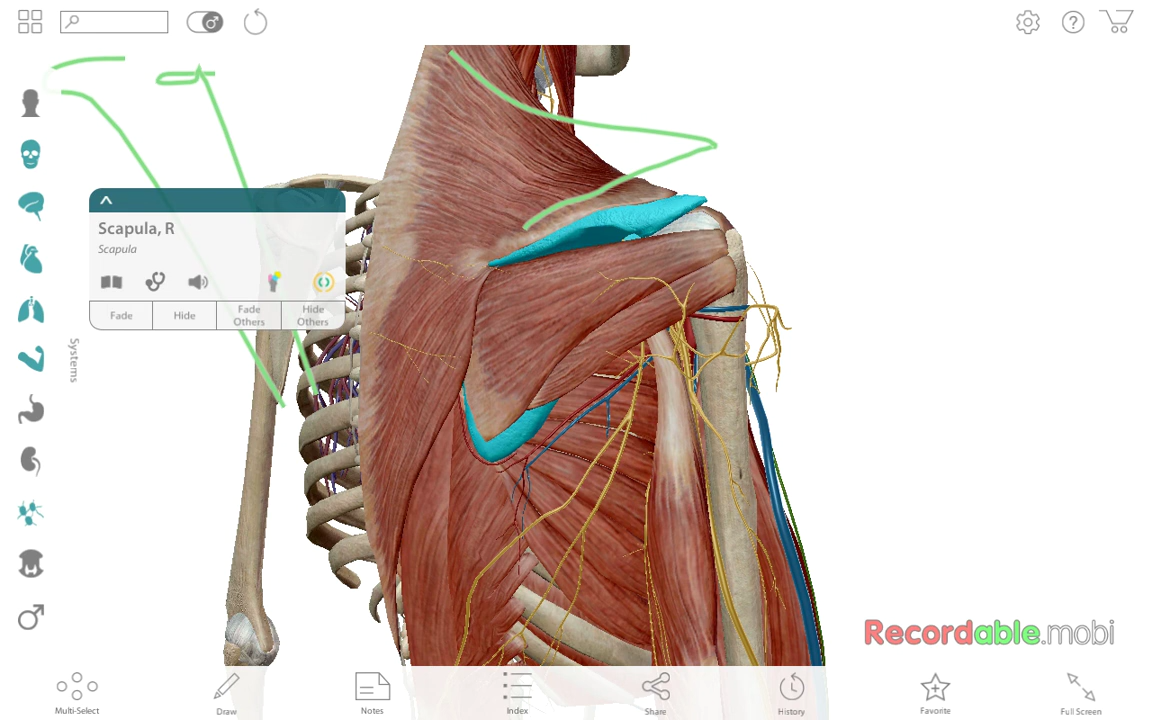 Scapula, R
Scapula
Fade
Hide
Fade Others
Hide Others
Systems
Recordable.mobi
Multi-Select
Draw
Notes
Index
Share
History
Favorite
Full Screen